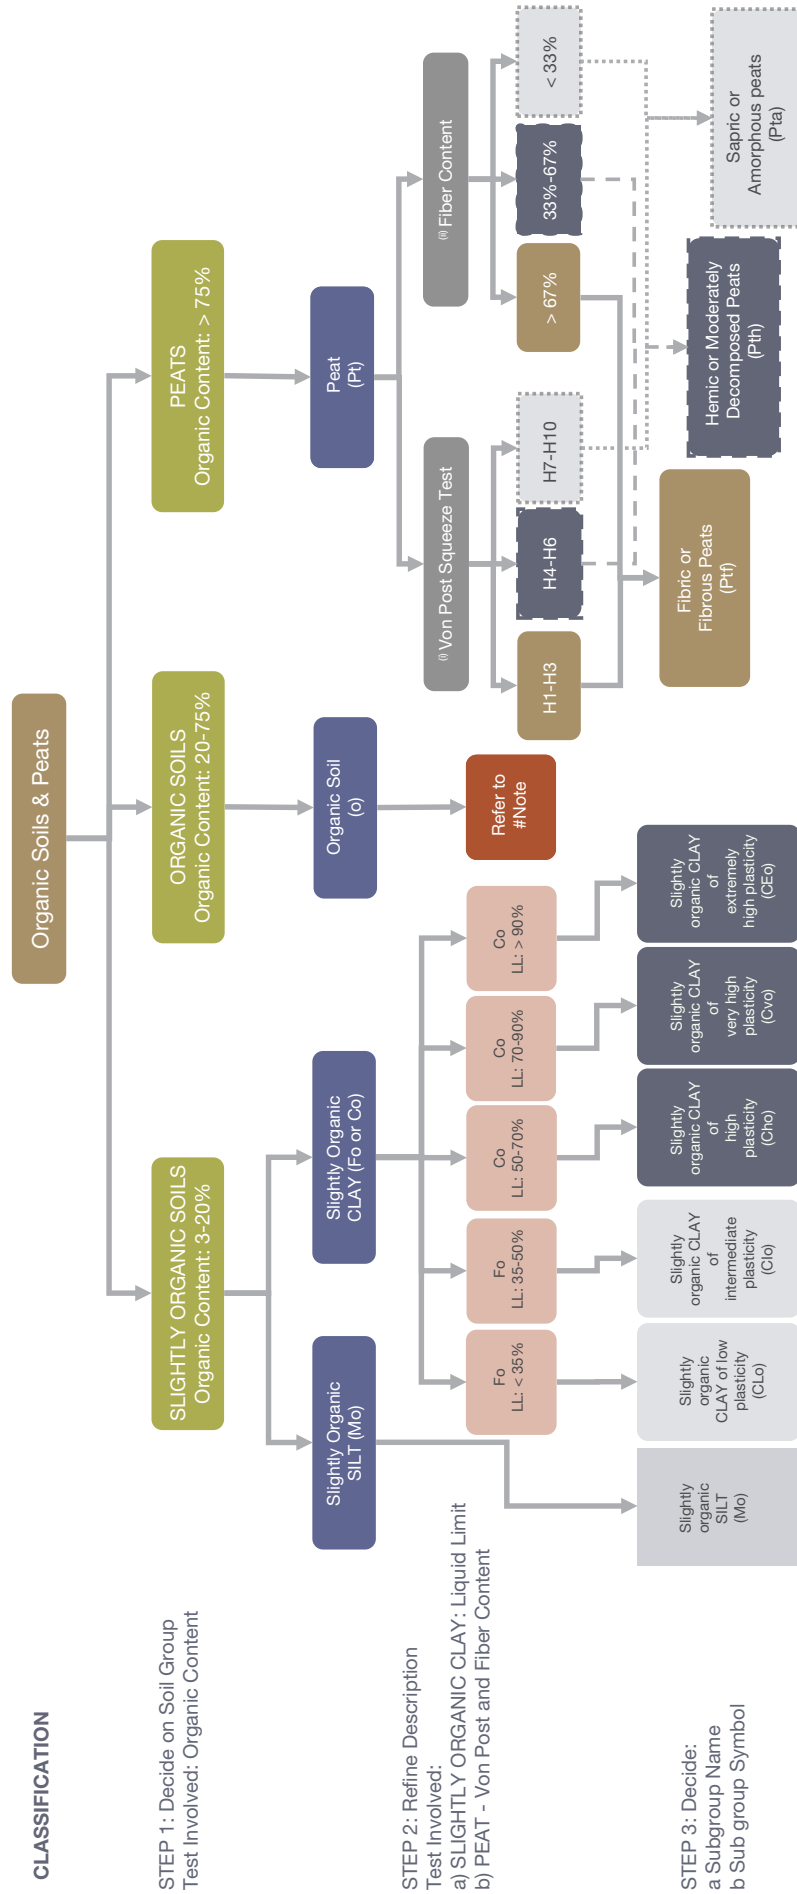 CLASSIFICATION
Organic Soils & Peats
STEP 1: Decide on Soil Group
Test Involved: Organic Content
SLIGHTLY ORGANIC SOILS
Organic Content: 3-20%
ORGANIC SOILS
Organic Content: 20-75%
PEATS
Organic Content: > 75%
Slightly Organic
SILT (Mo)
Slightly Organic
CLAY (Fo or Co)
Organic Soil
(o)
Peat
(Pt)
STEP 2: Refine Description
Test Involved:
a) SLIGHTLY ORGANIC CLAY: Liquid Limit
b) PEAT - Von Post and Fiber Content
(i) Von Post Squeeze Test
(ii) Fiber Content
Fo
LL: < 35%
Fo
LL: 35-50%
Co
LL: 50-70%
Co
LL: 70-90%
Co
LL: > 90%
Refer to
#Note
H1-H3
H4-H6
H7-H10
> 67%
33%-67%
< 33%
STEP 3: Decide:
a Subgroup Name
b Sub group Symbol
Slightly
organic
SILT
(Mo)
Slightly
organic
CLAY of low
plasticity
(CLo)
Slightly
organic CLAY
of
intermediate
plasticity
(CIo)
Slightly
organic CLAY
of
high
plasticity
(Cho)
Slightly
organic CLAY
of
very high
plasticity
(Cvo)
Slightly
organic CLAY
of
extremely
high plasticity
(CEo)
Fibric or
Fibrous Peats
(Ptf)
Hemic or Moderately
Decomposed Peats
(Pth)
Sapric or
Amorphous peats
(Pta)